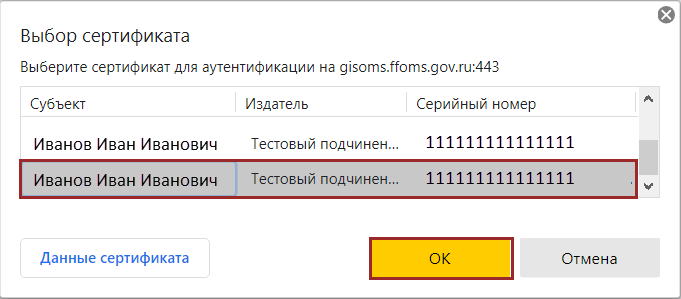 Выбор сертификата
Выберите сертификат для аутентификации на gisoms.ffoms.gov.ru:443
Субъект Издатель Серийный номер
Иванов Иван Иванович Тестовый подчинен... 111111111111111
Иванов Иван Иванович Тестовый подчинен... 111111111111111
Данные сертификата ОК Отмена